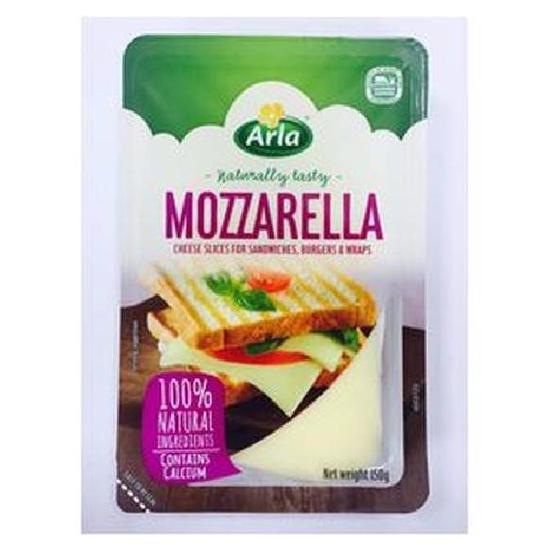 Arla
- Naturally tasty -
MOZZARELLA
CHEESE SLICES FOR SANDWICHES, BURGERS & WRAPS
100%
NATURAL
INGREDIENTS
CONTAINS
CALCIUM
Net weight 150g